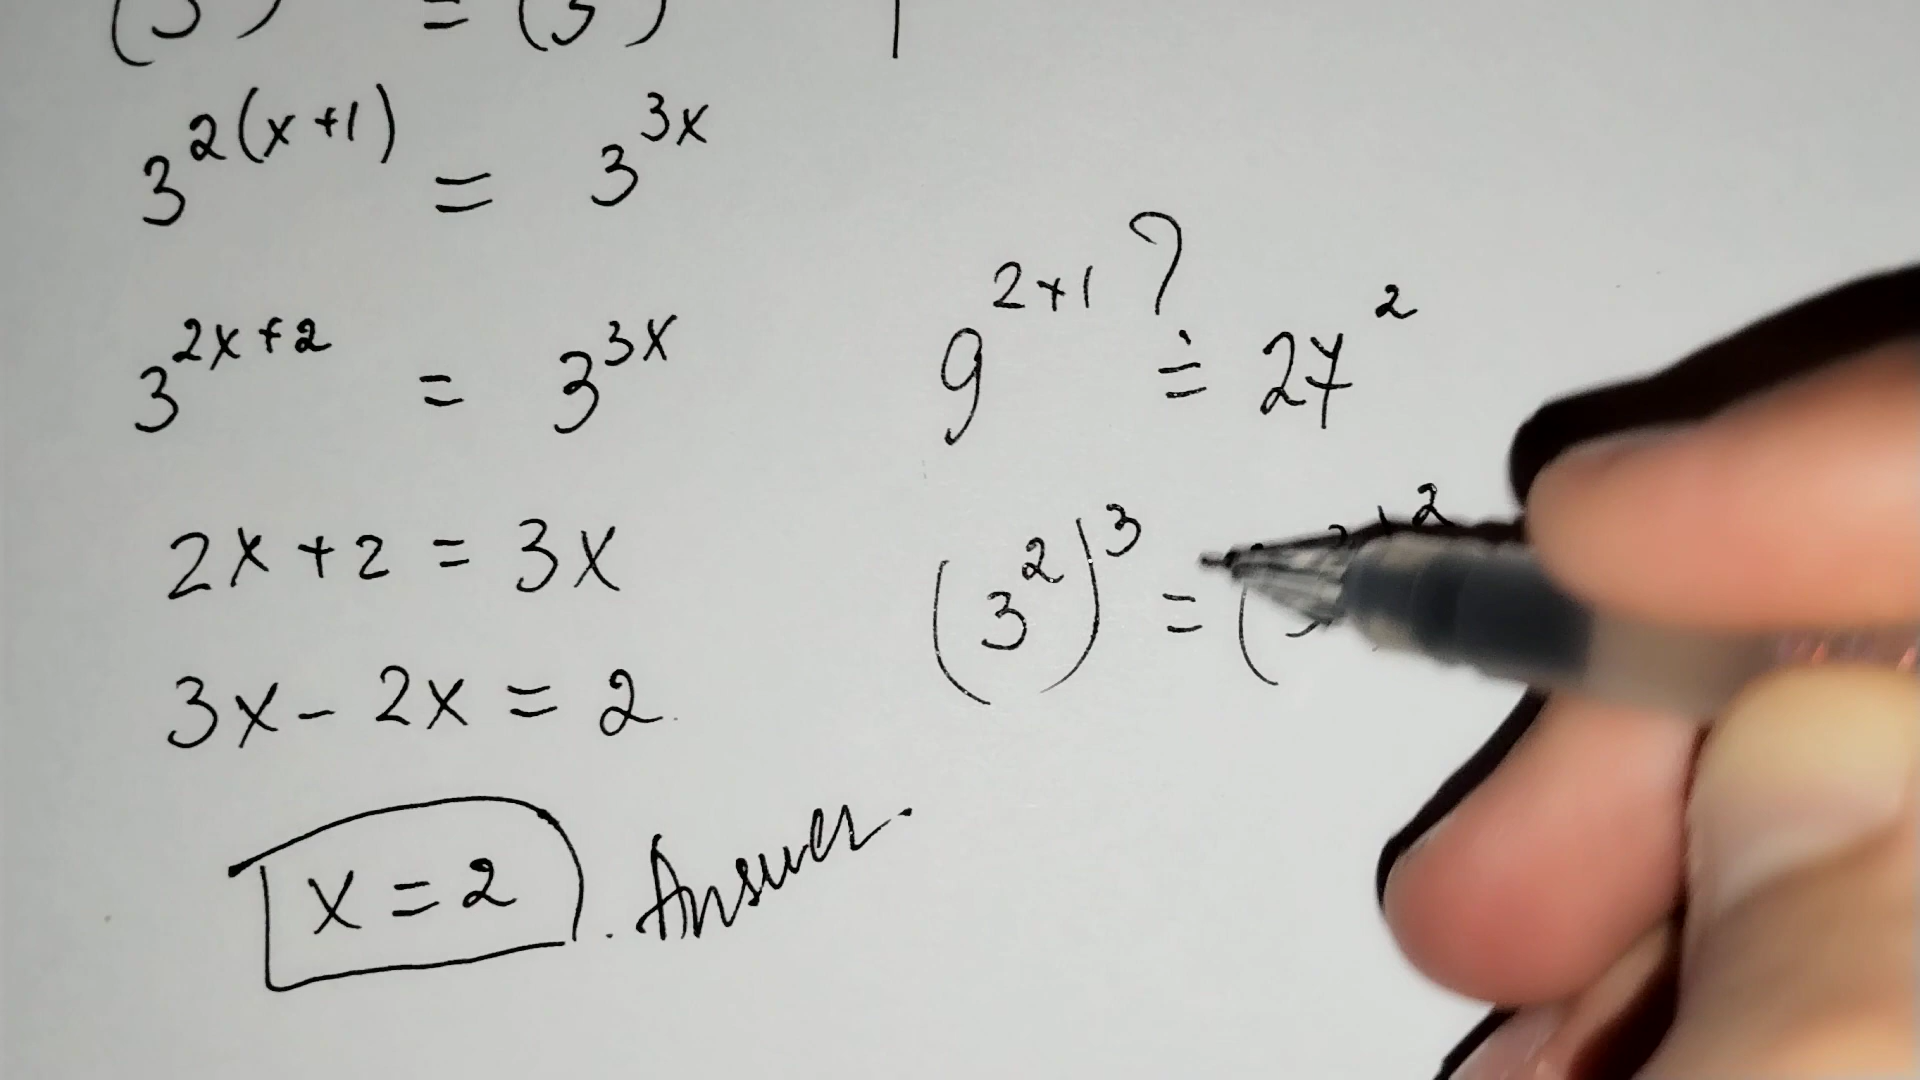 3^{2(x+1)} = 3^{3x}
3^{2x+2} = 3^{3x}
2x+2 = 3x
3x - 2x = 2.
x = 2 . Answer.
9^{2+1} ≟ 27^{2}
(3^{2})^{3} = (